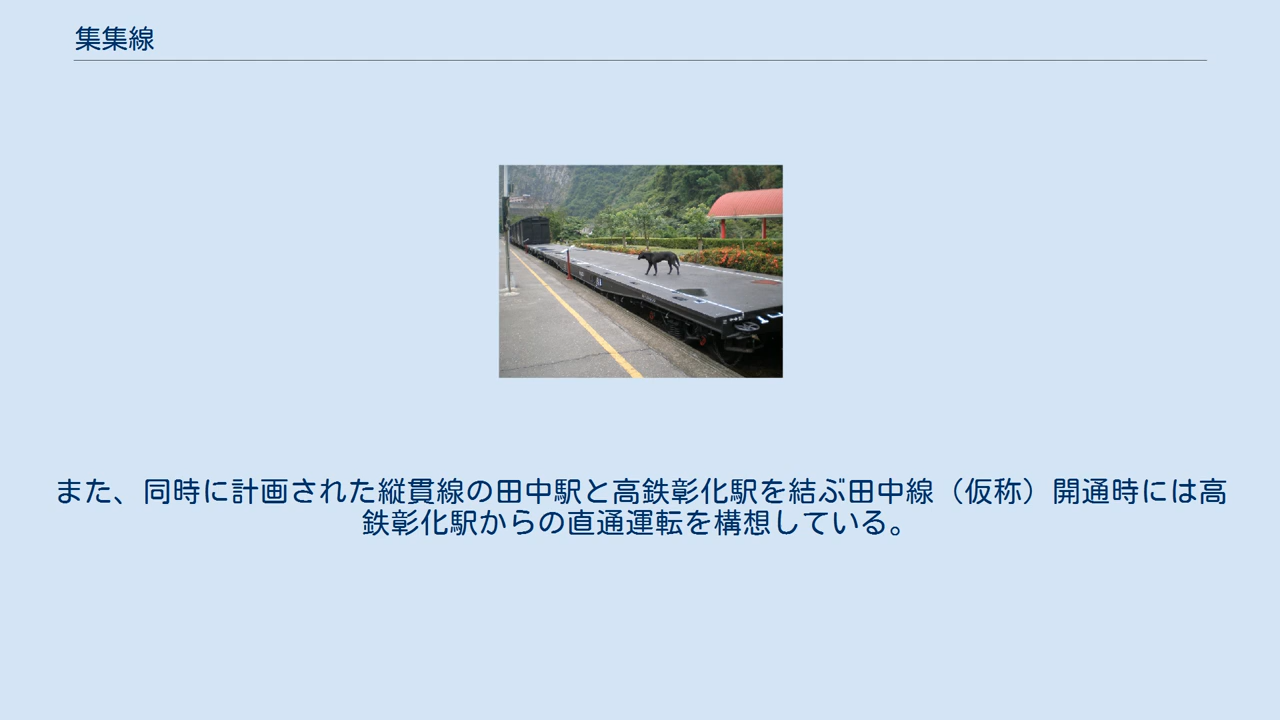 集集線
また、同時に計画された縦貫線の田中駅と高鉄彰化駅を結ぶ田中線（仮称）開通時には高
鉄彰化駅からの直通運転を構想している。